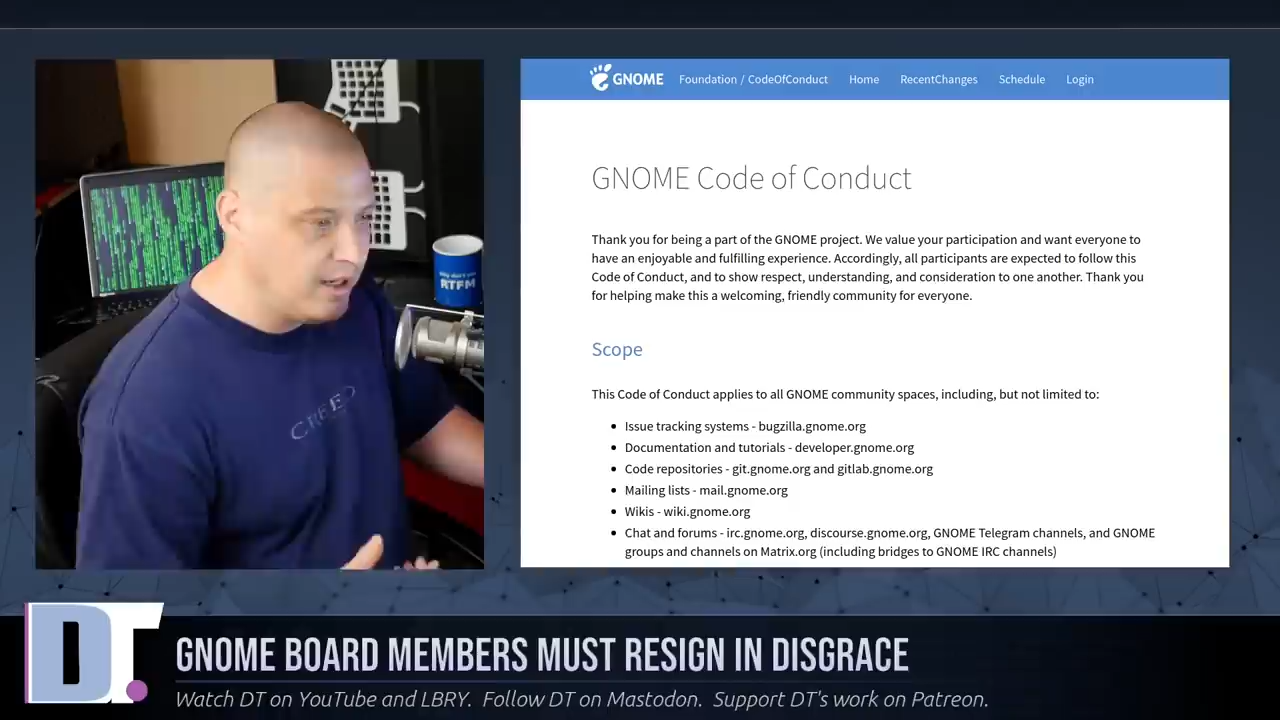 GNOME
Foundation / CodeOfConduct
Home
RecentChanges
Schedule
Login
GNOME Code of Conduct
Thank you for being a part of the GNOME project. We value your participation and want everyone to
have an enjoyable and fulfilling experience. Accordingly, all participants are expected to follow this
Code of Conduct, and to show respect, understanding, and consideration to one another. Thank you
for helping make this a welcoming, friendly community for everyone.
Scope
This Code of Conduct applies to all GNOME community spaces, including, but not limited to:
• Issue tracking systems - bugzilla.gnome.org
• Documentation and tutorials - developer.gnome.org
• Code repositories - git.gnome.org and gitlab.gnome.org
• Mailing lists - mail.gnome.org
• Wikis - wiki.gnome.org
• Chat and forums - irc.gnome.org, discourse.gnome.org, GNOME Telegram channels, and GNOME
groups and channels on Matrix.org (including bridges to GNOME IRC channels)
RTFM
CREED
DT.
GNOME BOARD MEMBERS MUST RESIGN IN DISGRACE
Watch DT on YouTube and LBRY. Follow DT on Mastodon. Support DT's work on Patreon.